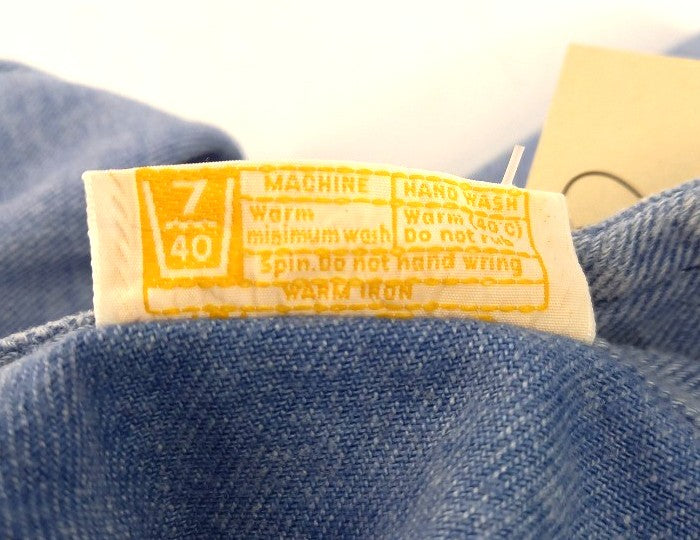 7
40
MACHINE HAND WASH
Warm Warm (40°C)
minimum wash Do not rub
Spin. Do not hand wring
WARM IRON